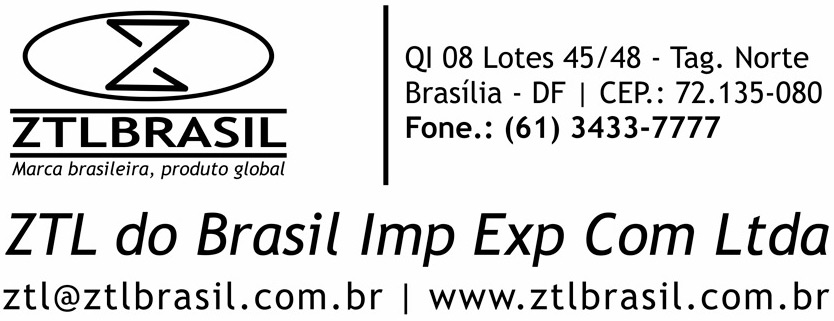 ZTLBRASIL
Marca brasileira, produto global
QI 08 Lotes 45/48 - Tag. Norte
Brasília - DF | CEP.: 72.135-080
Fone.: (61) 3433-7777
ZTL do Brasil Imp Exp Com Ltda
ztl@ztlbrasil.com.br | www.ztlbrasil.com.br